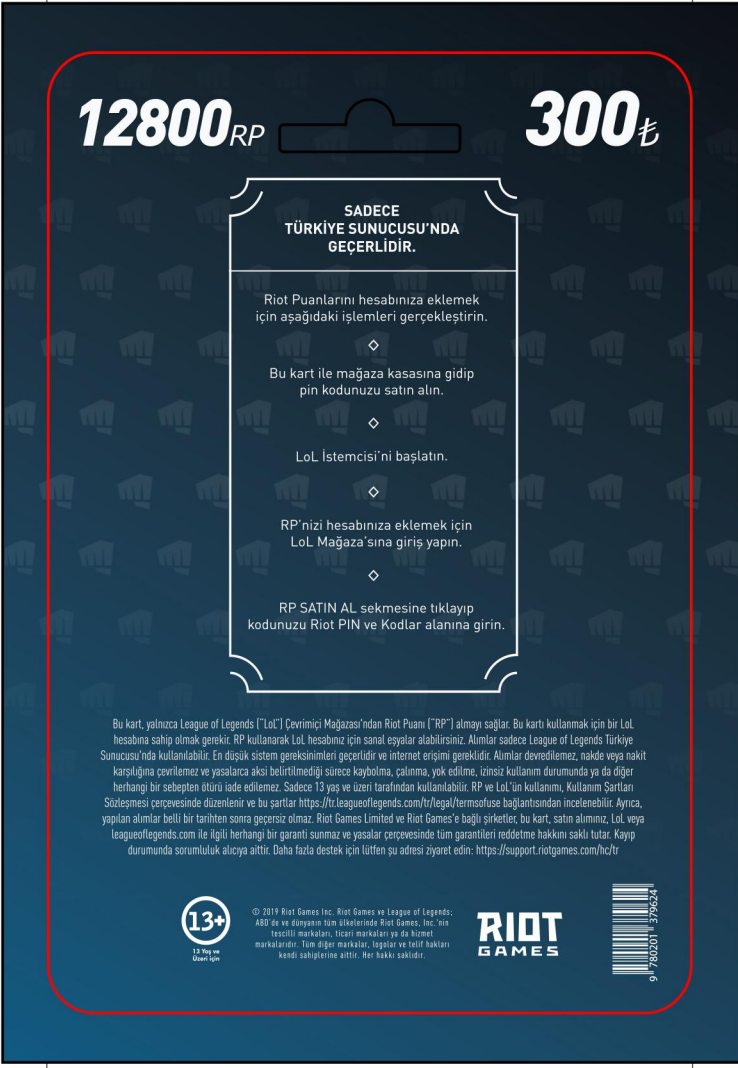 12800RP
300₺
SADECE
TÜRKİYE SUNUCUSU'NDA
GEÇERLİDİR.
Riot Puanlarını hesabınıza eklemek
için aşağıdaki işlemleri gerçekleştirin.
Bu kart ile mağaza kasasına gidip
pin kodunuzu satın alın.
LoL İstemcisi'ni başlatın.
RP'nizi hesabınıza eklemek için
LoL Mağaza'sına giriş yapın.
RP SATIN AL sekmesine tıklayıp
kodunuzu Riot PIN ve Kodlar alanına girin.
Bu kart, yalnızca League of Legends ("LoL") Çevrimiçi Mağazası'ndan Riot Puanı ("RP") almayı sağlar. Bu kartı kullanmak için bir LoL
hesabına sahip olmak gerekir. RP kullanarak LoL hesabınız için sanal eşyalar alabilirsiniz. Alımlar sadece League of Legends Türkiye
Sunucusu'nda kullanılabilir. En düşük sistem gereksinimleri geçerlidir ve internet erişimi gereklidir. Alımlar devredilemez, nakde veya nakit
karşılığına çevrilemez ve yasalarca aksi belirtilmediği sürece kaybolma, çalınma, yok edilme, izinsiz kullanım durumunda ya da diğer
herhangi bir sebepten ötürü iade edilemez. Sadece 13 yaş ve üzeri tarafından kullanılabilir. RP ve LoL'ün kullanımı, Kullanım Şartları
Sözleşmesi çerçevesinde düzenlenir ve bu şartlar https://tr.leagueoflegends.com/tr/legal/termsofuse bağlantısından incelenebilir. Ayrıca,
yapılan alımlar belli bir tarihten sonra geçersiz olmaz. Riot Games Limited ve Riot Games'e bağlı şirketler, bu kart, satın alımınız, LoL veya
leagueoflegends.com ile ilgili herhangi bir garanti sunmaz ve yasalar çerçevesinde tüm garantileri reddetme hakkını saklı tutar. Kayıp
durumunda sorumluluk alıcıya aittir. Daha fazla destek için lütfen şu adresi ziyaret edin: https://support.riotgames.com/hc/tr
13+
13 Yaş ve
Üzeri için
© 2019 Riot Games Inc. Riot Games ve League of Legends;
ABD'de ve dünyanın tüm ülkelerinde Riot Games, Inc.'nin
tescilli markaları, ticari markaları ya da hizmet
markalarıdır. Tüm diğer markalar, logolar ve telif hakları
kendi sahiplerine aittir. Her hakkı saklıdır.
RIOT
GAMES
9 780201 379624